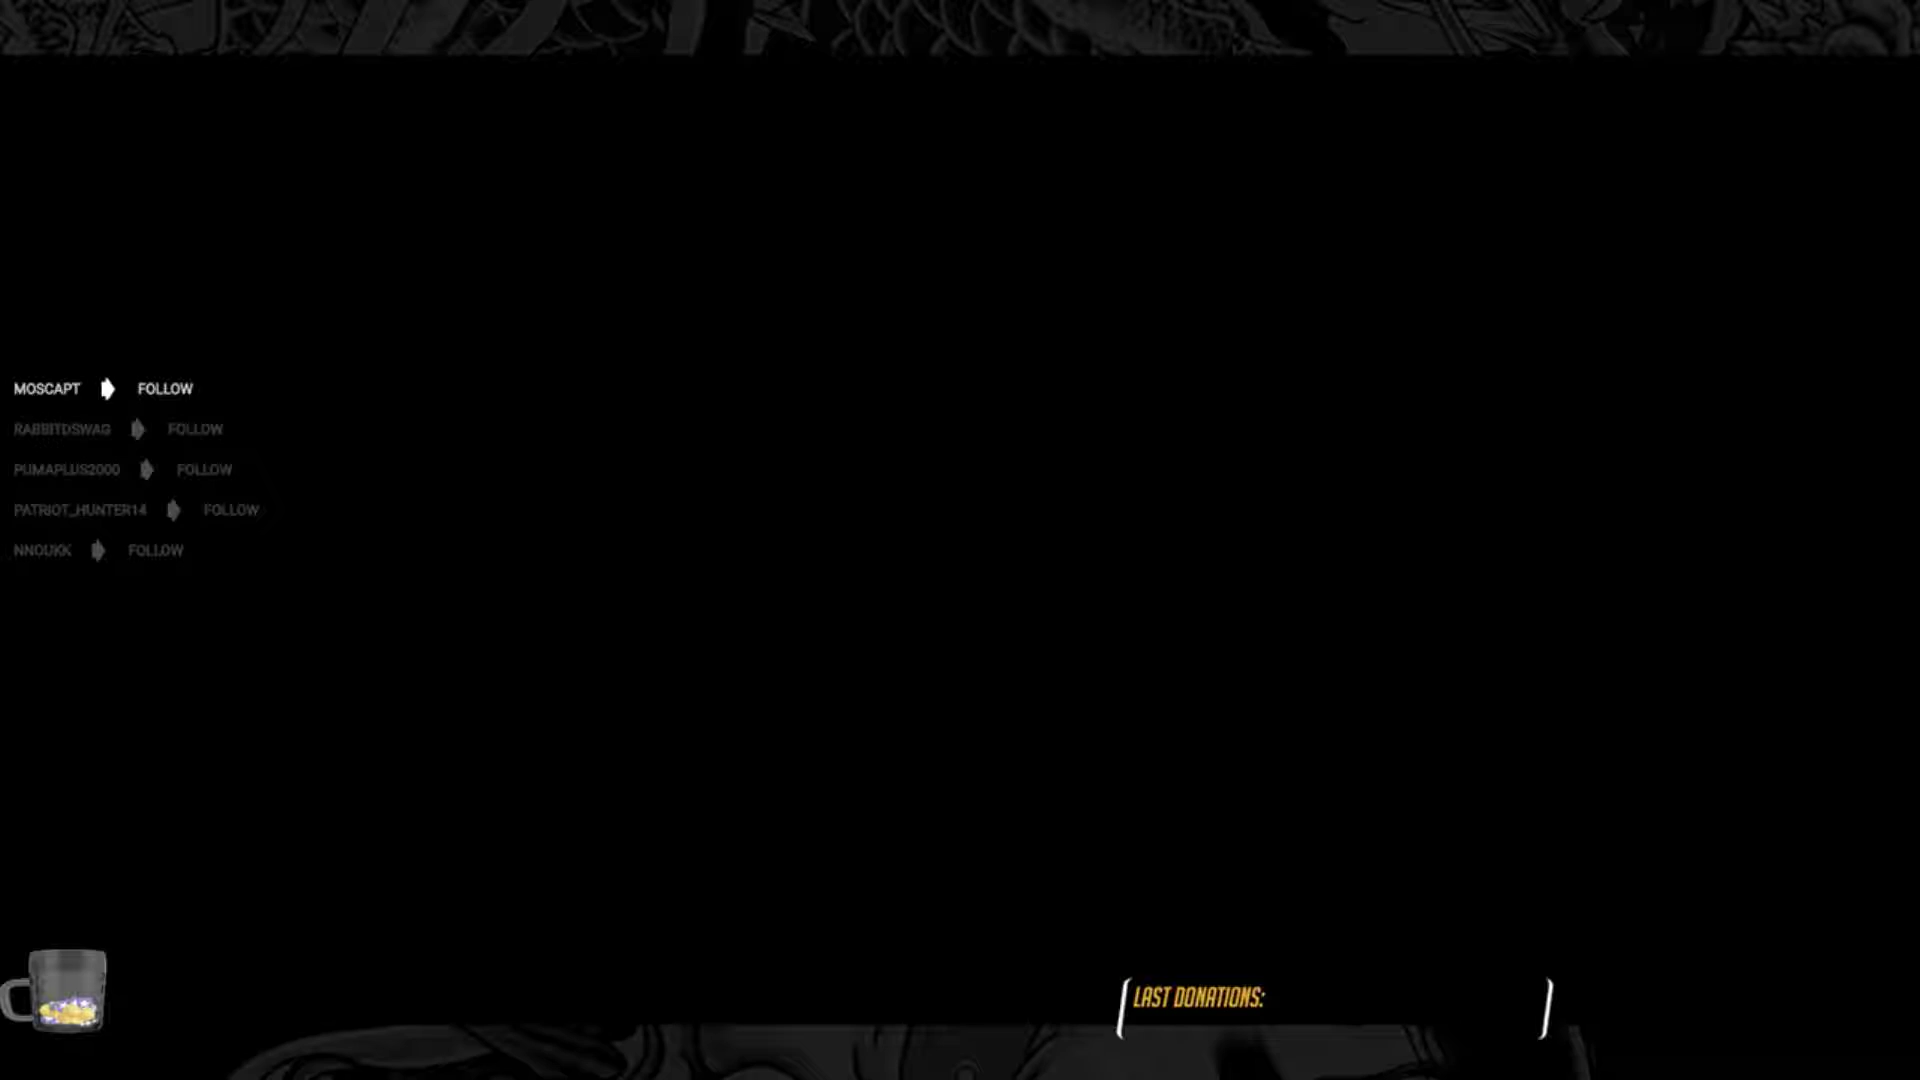 MOSCAPT FOLLOW
RABBITDSWAG FOLLOW
PUMAPLUS2000 FOLLOW
PATRIOT_HUNTER14 FOLLOW
NNOUKK FOLLOW
LAST DONATIONS: